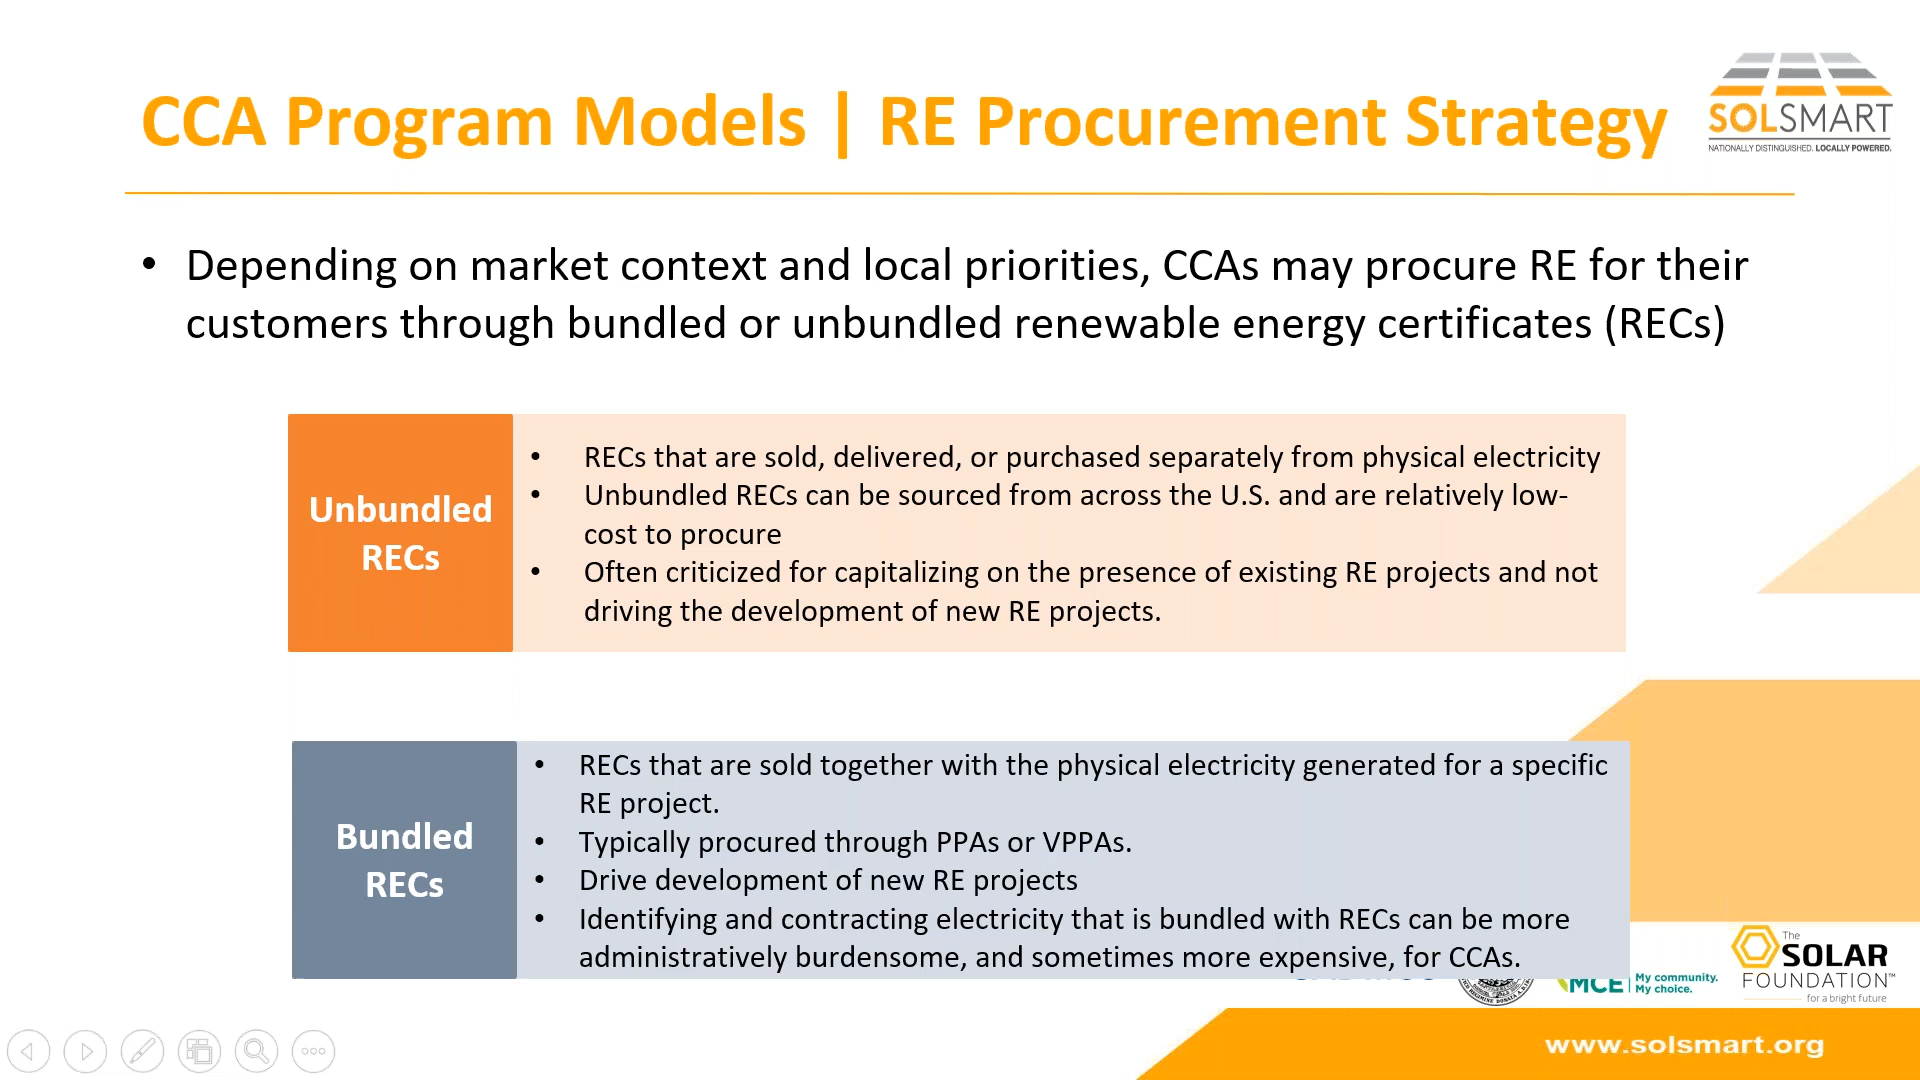 CCA Program Models | RE Procurement Strategy
SOLSMART
NATIONALLY DISTINGUISHED. LOCALLY POWERED.
• Depending on market context and local priorities, CCAs may procure RE for their
customers through bundled or unbundled renewable energy certificates (RECs)
Unbundled
RECs
• RECs that are sold, delivered, or purchased separately from physical electricity
• Unbundled RECs can be sourced from across the U.S. and are relatively low-
cost to procure
• Often criticized for capitalizing on the presence of existing RE projects and not
driving the development of new RE projects.
Bundled
RECs
• RECs that are sold together with the physical electricity generated for a specific
RE project.
• Typically procured through PPAs or VPPAs.
• Drive development of new RE projects
• Identifying and contracting electricity that is bundled with RECs can be more
administratively burdensome, and sometimes more expensive, for CCAs.
MCE
My community.
My choice.
The
SOLAR
FOUNDATION™
for a bright future
www.solsmart.org